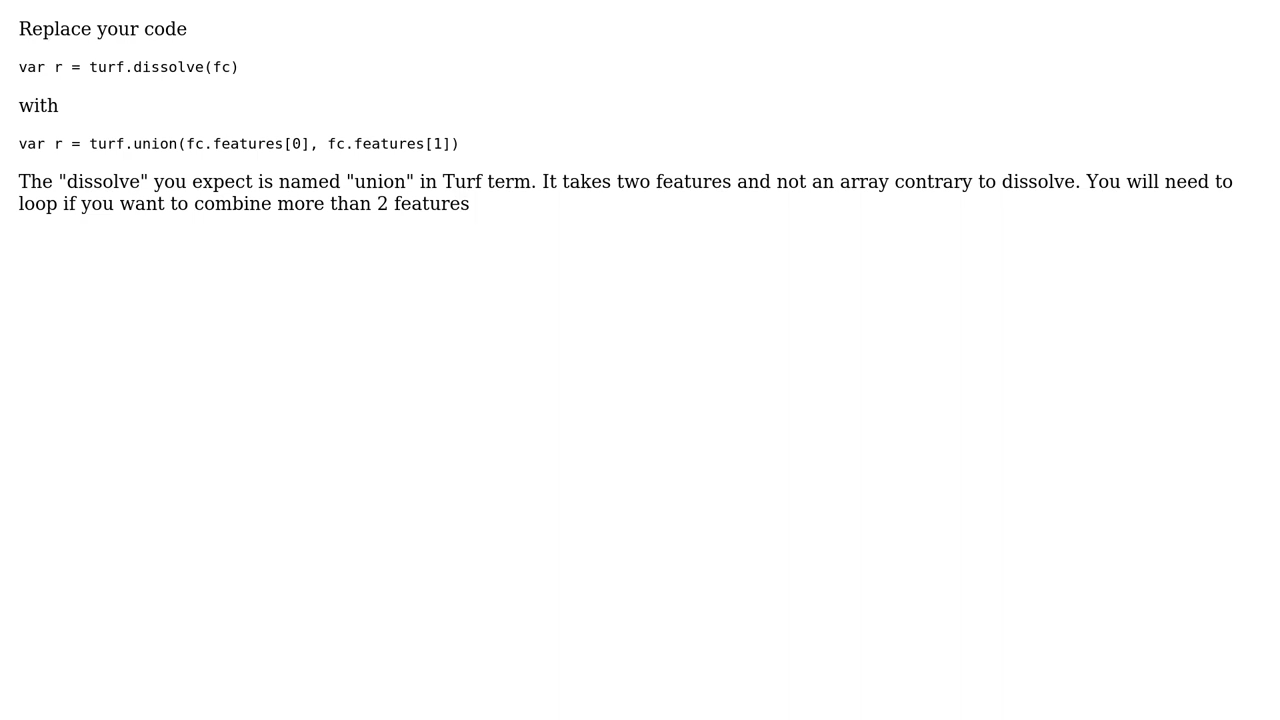 Replace your code
var r = turf.dissolve(fc)
with
var r = turf.union(fc.features[0], fc.features[1])
The "dissolve" you expect is named "union" in Turf term. It takes two features and not an array contrary to dissolve. You will need to
loop if you want to combine more than 2 features